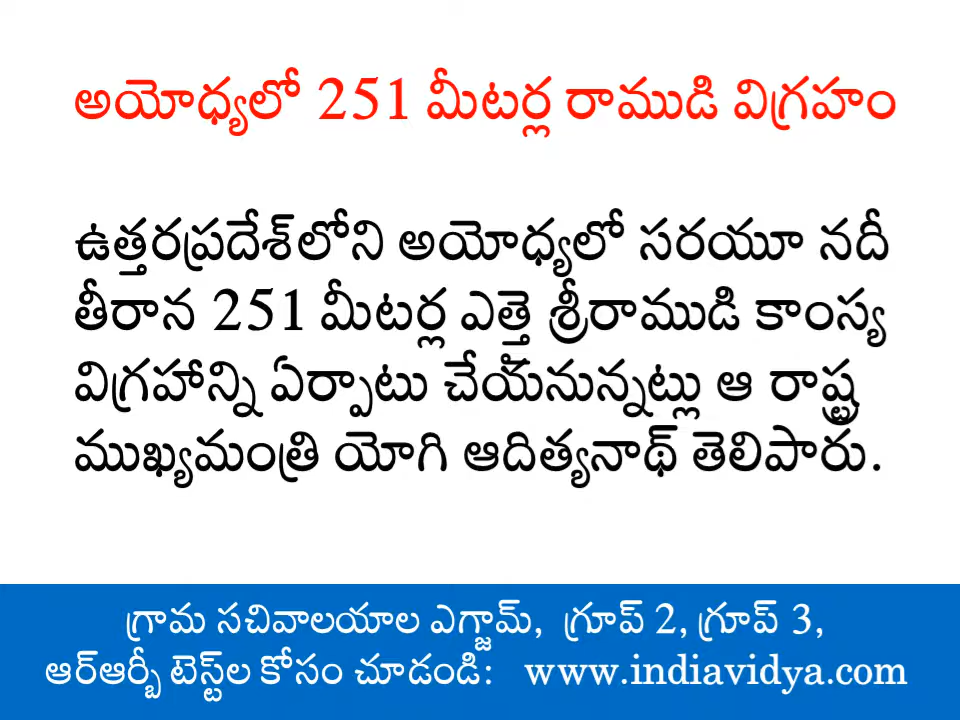 అయోధ్యలో 251 మీటర్ల రాముడి విగ్రహం
ఉత్తరప్రదేశ్‌లోని అయోధ్యలో సరయూ నదీ
తీరాన 251 మీటర్ల ఎత్తై శ్రీరాముడి కాంస్య
విగ్రహాన్ని ఏర్పాటు చేయనున్నట్లు ఆ రాష్ట్ర
ముఖ్యమంత్రి యోగి ఆదిత్యనాథ్ తెలిపారు.
గ్రామ సచివాలయాల ఎగ్జామ్, గ్రూప్ 2, గ్రూప్ 3,
ఆర్ఆర్బీ టెస్ట్‌ల కోసం చూడండి: www.indiavidya.com